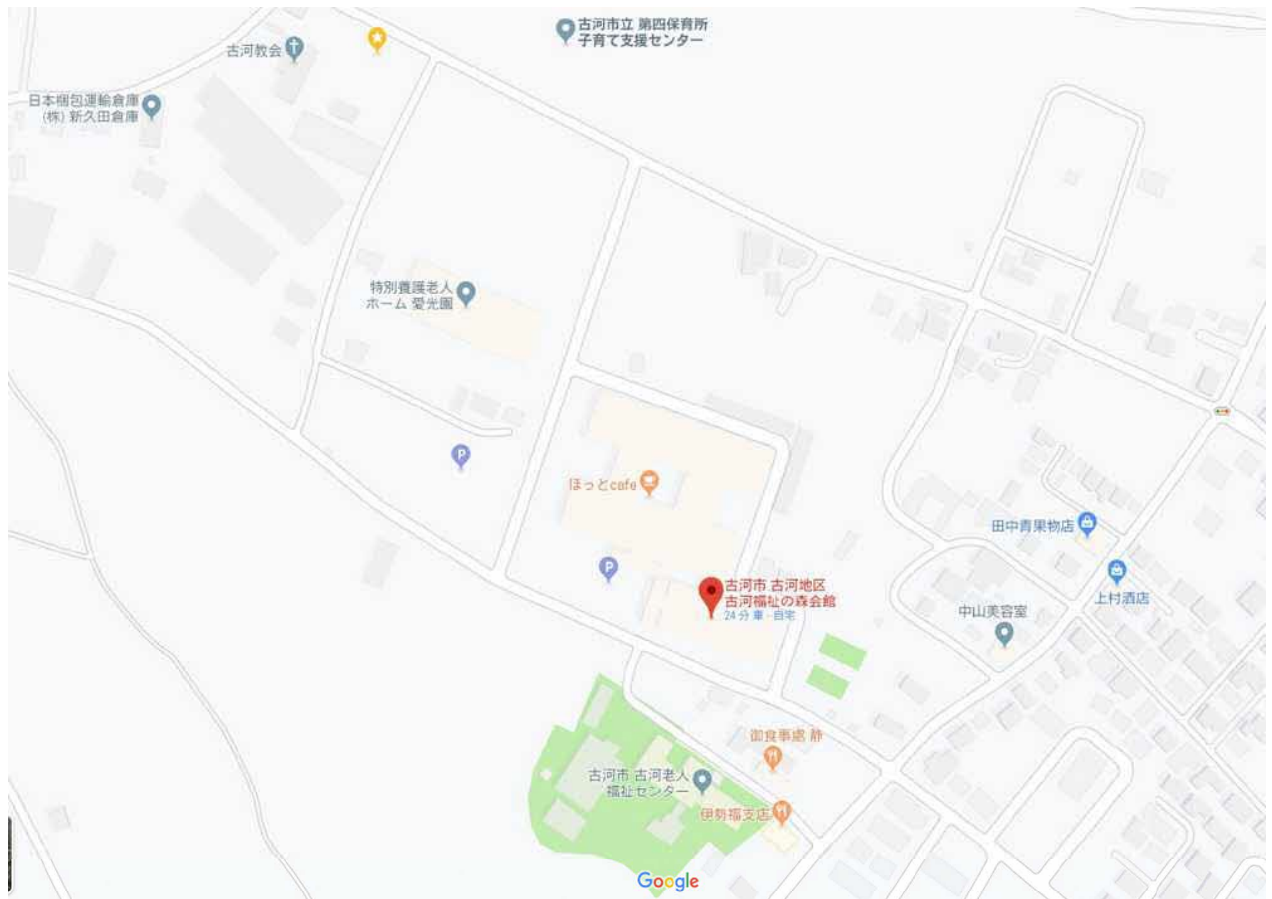 古河市立 第四保育所
子育て支援センター
古河教会
日本梱包運輸倉庫
(株) 新久田倉庫
特別養護老人
ホーム 愛光園
P
ほっとcafe
田中青果物店
P
古河市 古河地区
古河福祉の森会館
24 分 車 - 自宅
上村酒店
中山美容室
御食事處 静
古河市 古河老人
福祉センター
伊勢福支店
Google